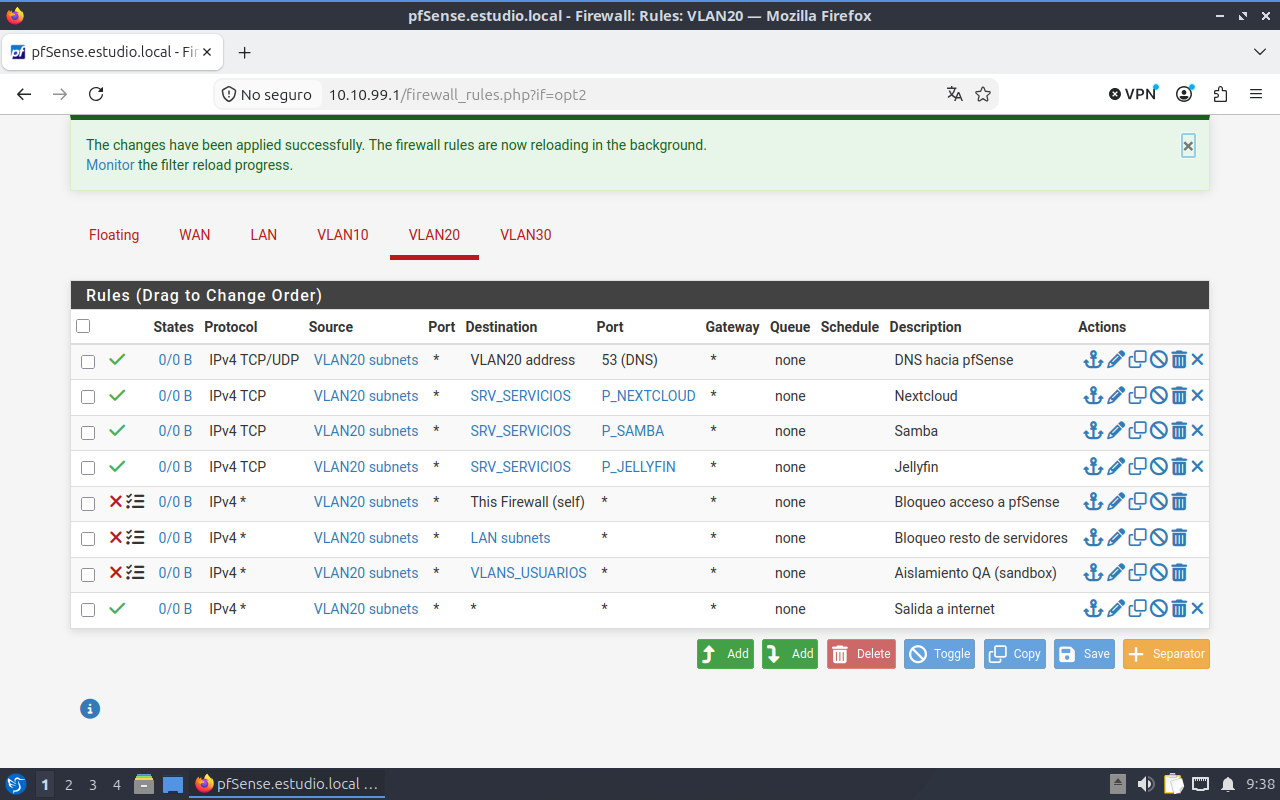 pfSense.estudio.local - Firewall: Rules: VLAN20 — Mozilla Firefox
pfSense.estudio.local - Fir
No seguro 10.10.99.1/firewall_rules.php?if=opt2 VPN
The changes have been applied successfully. The firewall rules are now reloading in the background.
Monitor the filter reload progress.
Floating WAN LAN VLAN10 VLAN20 VLAN30
Rules (Drag to Change Order)
States Protocol Source Port Destination Port Gateway Queue Schedule Description Actions
0/0 B IPv4 TCP/UDP VLAN20 subnets * VLAN20 address 53 (DNS) * none DNS hacia pfSense
0/0 B IPv4 TCP VLAN20 subnets * SRV_SERVICIOS P_NEXTCLOUD * none Nextcloud
0/0 B IPv4 TCP VLAN20 subnets * SRV_SERVICIOS P_SAMBA * none Samba
0/0 B IPv4 TCP VLAN20 subnets * SRV_SERVICIOS P_JELLYFIN * none Jellyfin
0/0 B IPv4 * VLAN20 subnets * This Firewall (self) * * none Bloqueo acceso a pfSense
0/0 B IPv4 * VLAN20 subnets * LAN subnets * * none Bloqueo resto de servidores
0/0 B IPv4 * VLAN20 subnets * VLANS_USUARIOS * * none Aislamiento QA (sandbox)
0/0 B IPv4 * VLAN20 subnets * * * * none Salida a internet
Add Add Delete Toggle Copy Save Separator
1 2 3 4 pfSense.estudio.local ... 9:38